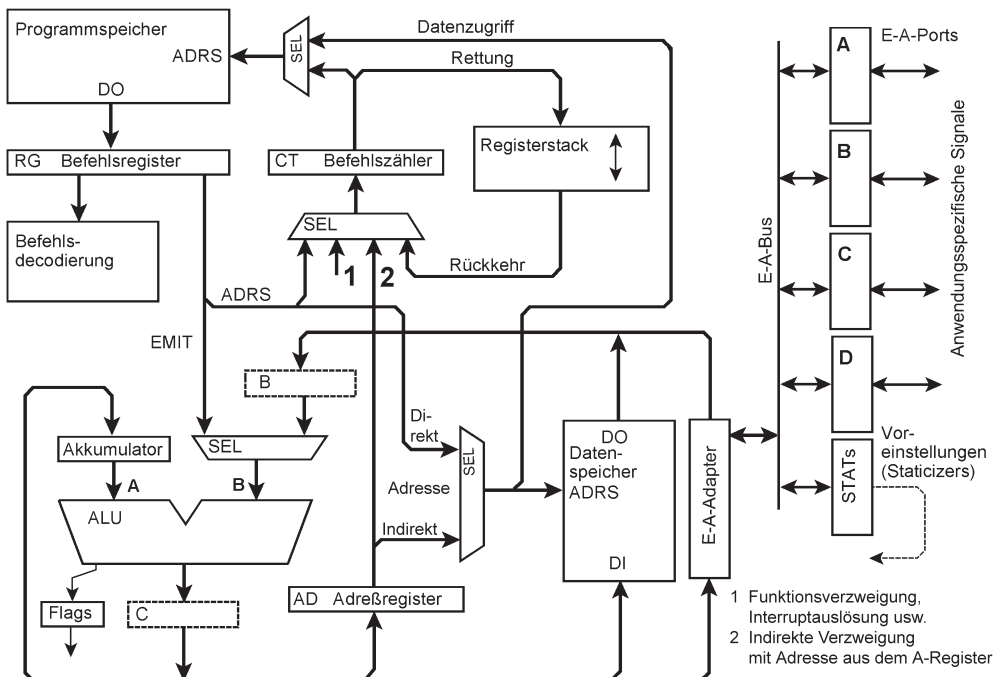 Programmspeicher
ADRS
DO
SEL
Datenzugriff
Rettung
RG Befehlsregister
CT Befehlszähler
Registerstack
Befehls-
decodierung
SEL
1
2
Rückkehr
ADRS
EMIT
B
Di-
rekt
Akkumulator
SEL
A
B
ALU
SEL
Adresse
Indirekt
DO
Daten-
speicher
ADRS
DI
Flags
C
AD Adreßregister
E-A-Adapter
E-A-Bus
A
B
C
D
STATs
E-A-Ports
Anwendungsspezifische Signale
Vor-
einstellungen
(Staticizers)
1 Funktionsverzweigung,
Interruptauslösung usw.
2 Indirekte Verzweigung
mit Adresse aus dem A-Register